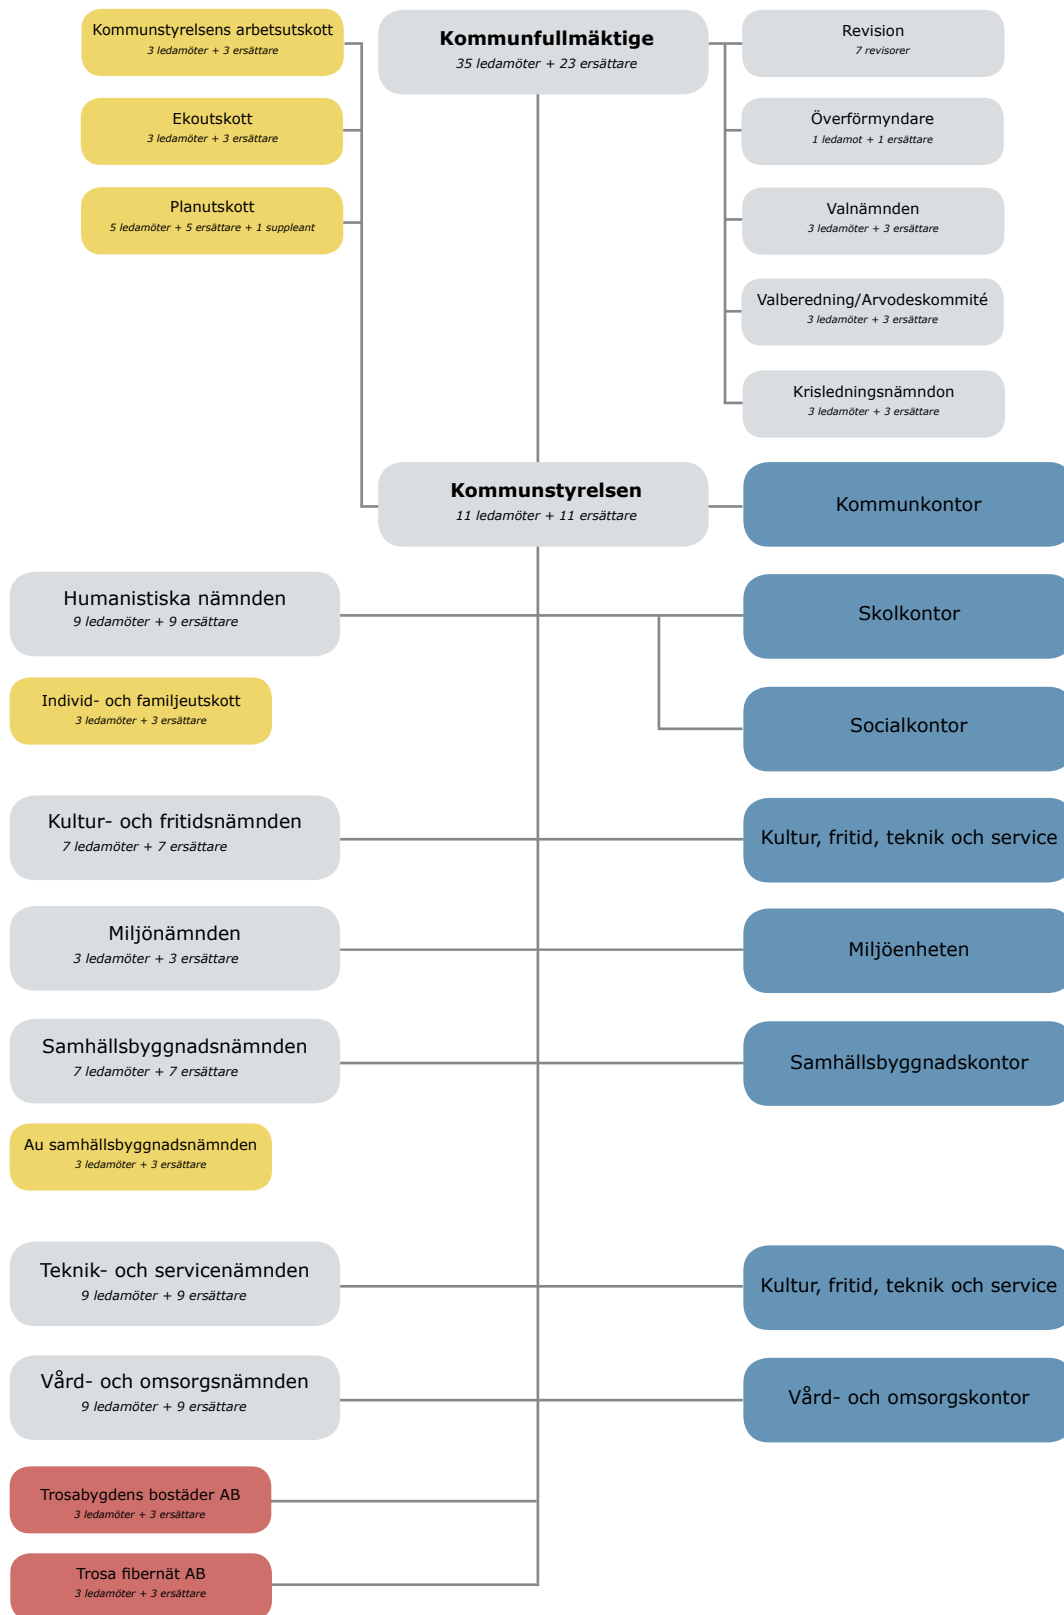 Kommunstyrelsens arbetsutskott
3 ledamöter + 3 ersättare
Ekoutskott
3 ledamöter + 3 ersättare
Planutskott
5 ledamöter + 5 ersättare + 1 suppleant
Kommunfullmäktige
35 ledamöter + 23 ersättare
Revision
7 revisorer
Överförmyndare
1 ledamot + 1 ersättare
Valnämnden
3 ledamöter + 3 ersättare
Valberedning/Arvodeskommité
3 ledamöter + 3 ersättare
Krisledningsnämndon
3 ledamöter + 3 ersättare
Kommunstyrelsen
11 ledamöter + 11 ersättare
Kommunkontor
Humanistiska nämnden
9 ledamöter + 9 ersättare
Skolkontor
Individ- och familjeutskott
3 ledamöter + 3 ersättare
Socialkontor
Kultur- och fritidsnämnden
7 ledamöter + 7 ersättare
Kultur, fritid, teknik och service
Miljönämnden
3 ledamöter + 3 ersättare
Miljöenheten
Samhällsbyggnadsnämnden
7 ledamöter + 7 ersättare
Samhällsbyggnadskontor
Au samhällsbyggnadsnämnden
3 ledamöter + 3 ersättare
Teknik- och servicenämnden
9 ledamöter + 9 ersättare
Kultur, fritid, teknik och service
Vård- och omsorgsnämnden
9 ledamöter + 9 ersättare
Vård- och omsorgskontor
Trosabygdens bostäder AB
3 ledamöter + 3 ersättare
Trosa fibernät AB
3 ledamöter + 3 ersättare